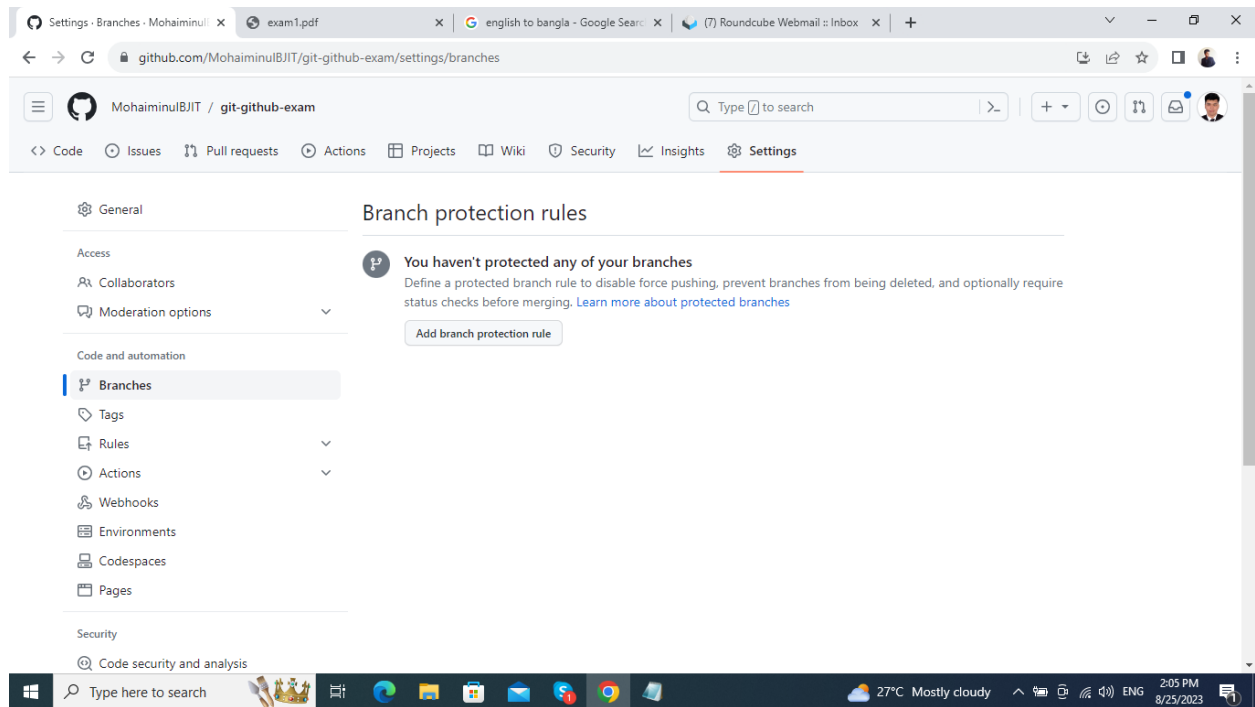 Settings · Branches · Mohaiminul
exam1.pdf
english to bangla - Google Searc
(7) Roundcube Webmail :: Inbox
github.com/MohaiminulBJIT/git-github-exam/settings/branches
MohaiminulBJIT / git-github-exam
Type / to search
Code Issues Pull requests Actions Projects Wiki Security Insights Settings
General
Access
Collaborators
Moderation options
Code and automation
Branches
Tags
Rules
Actions
Webhooks
Environments
Codespaces
Pages
Security
Code security and analysis
Branch protection rules
You haven't protected any of your branches
Define a protected branch rule to disable force pushing, prevent branches from being deleted, and optionally require
status checks before merging. Learn more about protected branches
Add branch protection rule
Type here to search
1
27°C Mostly cloudy
ENG
2:05 PM
8/25/2023
1